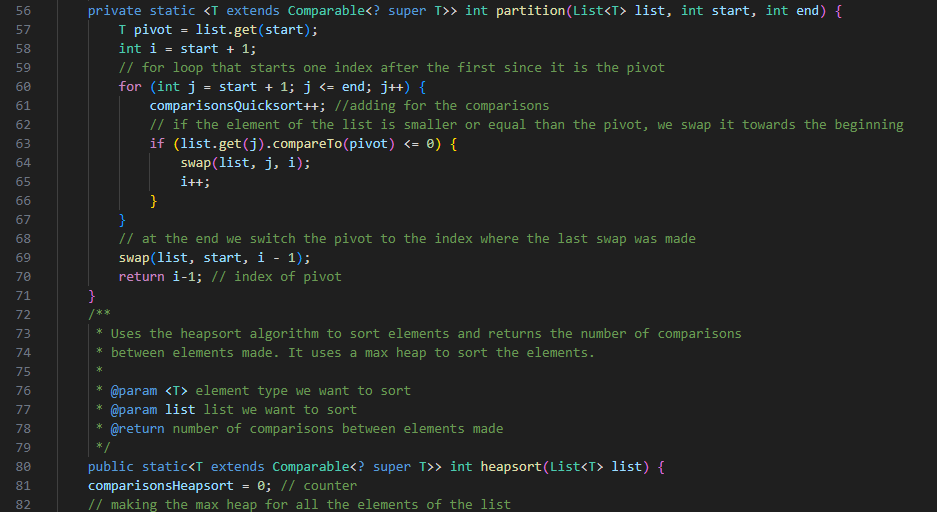 56 private static <T extends Comparable<? super T>> int partition(List<T> list, int start, int end) {
57 T pivot = list.get(start);
58 int i = start + 1;
59 // for loop that starts one index after the first since it is the pivot
60 for (int j = start + 1; j <= end; j++) {
61 comparisonsQuicksort++; //adding for the comparisons
62 // if the element of the list is smaller or equal than the pivot, we swap it towards the beginning
63 if (list.get(j).compareTo(pivot) <= 0) {
64 swap(list, j, i);
65 i++;
66 }
67 }
68 // at the end we switch the pivot to the index where the last swap was made
69 swap(list, start, i - 1);
70 return i-1; // index of pivot
71 }
72 /**
73 * Uses the heapsort algorithm to sort elements and returns the number of comparisons
74 * between elements made. It uses a max heap to sort the elements.
75 *
76 * @param <T> element type we want to sort
77 * @param list list we want to sort
78 * @return number of comparisons between elements made
79 */
80 public static<T extends Comparable<? super T>> int heapsort(List<T> list) {
81 comparisonsHeapsort = 0; // counter
82 // making the max heap for all the elements of the list